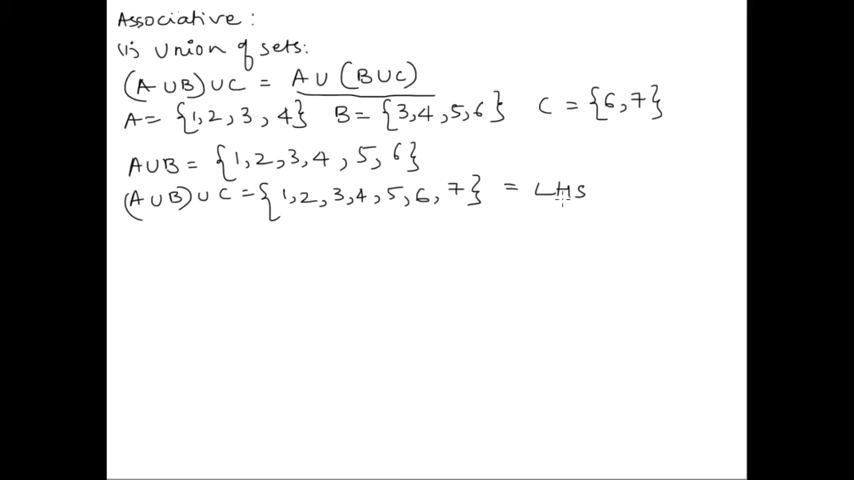 Associative :
(1) Union of sets:
(A ∪ B) ∪ C = A ∪ (B ∪ C)
A = {1, 2, 3, 4} B = {3, 4, 5, 6} C = {6, 7}
A ∪ B = {1, 2, 3, 4, 5, 6}
(A ∪ B) ∪ C = {1, 2, 3, 4, 5, 6, 7} = LHS